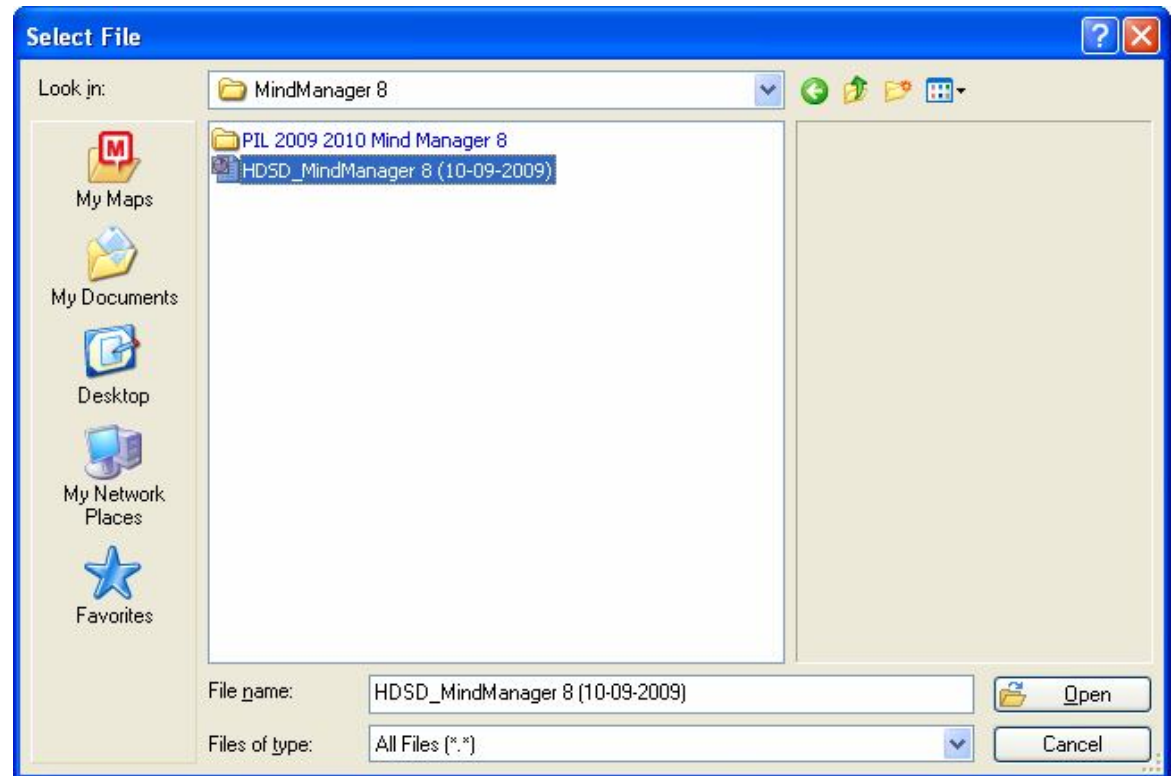 Select File
Look in:
MindManager 8
My Maps
My Documents
Desktop
My Network
Places
Favorites
PIL 2009 2010 Mind Manager 8
HDSD_MindManager 8 (10-09-2009)
File name:
HDSD_MindManager 8 (10-09-2009)
Open
Files of type:
All Files (*.*)
Cancel